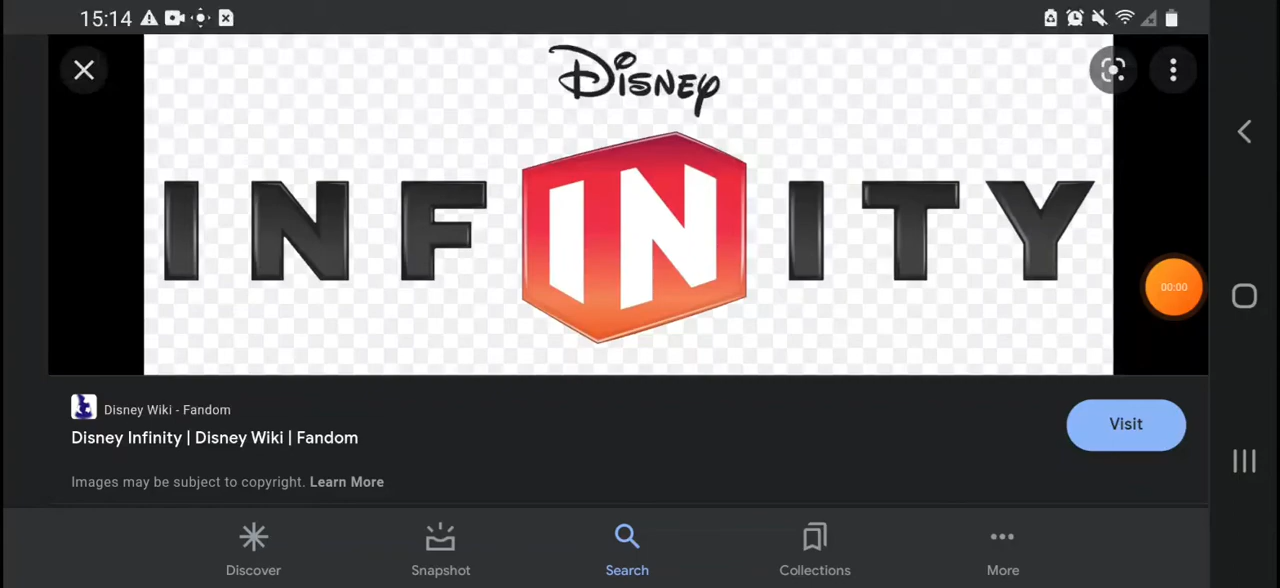 15:14
Disney
INFINITY
00:00
Disney Wiki - Fandom
Disney Infinity | Disney Wiki | Fandom
Visit
Images may be subject to copyright. Learn More
Discover
Snapshot
Search
Collections
More